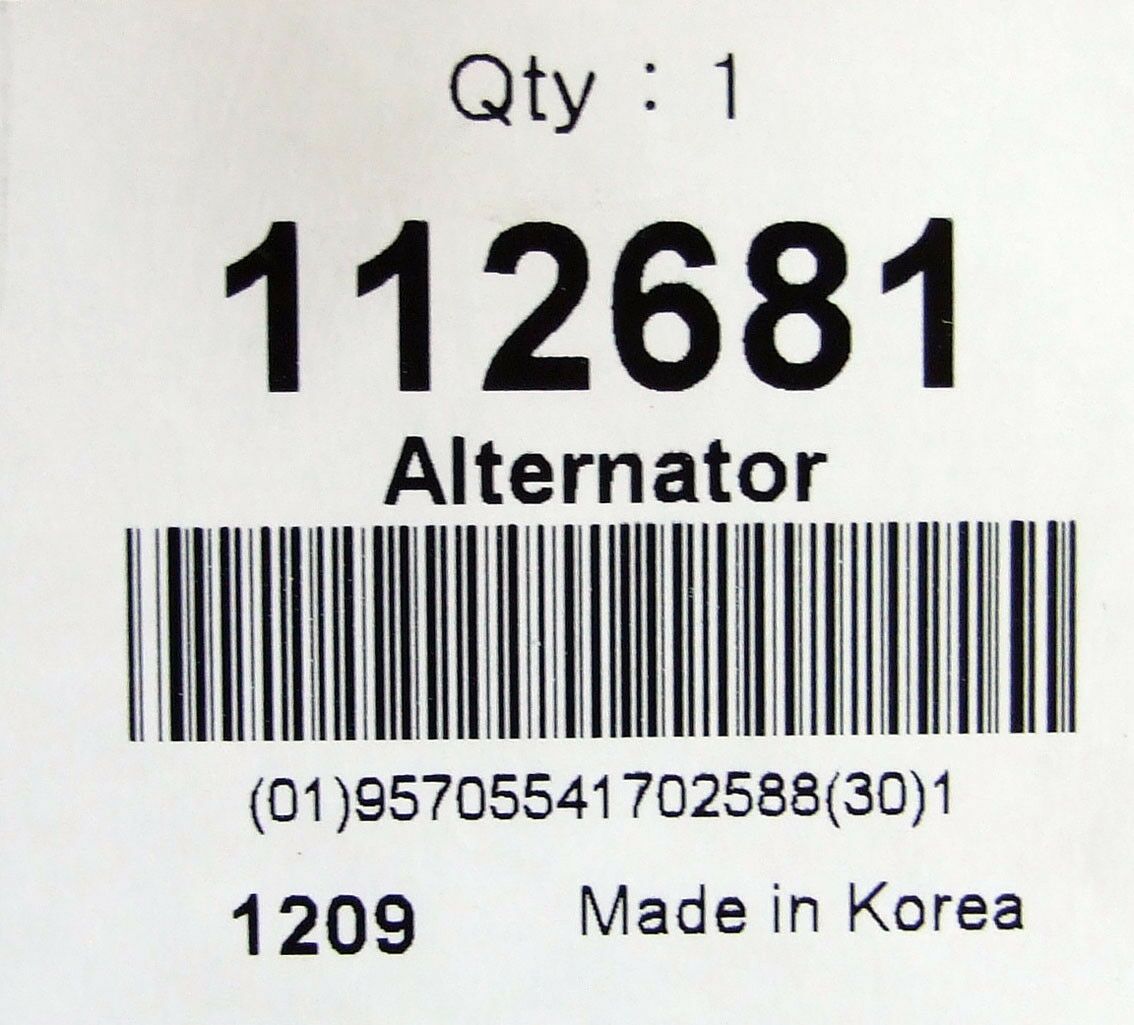 Qty : 1
112681
Alternator
(01)95705541702588(30)1
1209 Made in Korea